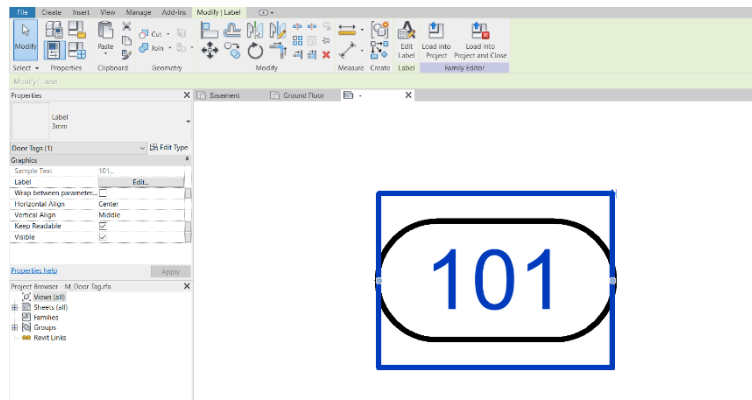 File Create Insert View Manage Add-Ins Modify | Label
Modify Paste Cut Join Edit Label Load into Project Load into Project and Close
Select Properties Clipboard Geometry Modify Measure Create Label Family Editor
Properties Basement Ground Floor
Label
3mm
Door Tags (1) Edit Type
Graphics
Sample Text 101...
Label Edit...
Wrap between parameter...
Horizontal Align Center
Vertical Align Middle
Keep Readable
Visible
Properties help Apply
Project Browser - M_Door Tag.rfa
Views (all)
Sheets (all)
Families
Groups
Revit Links
101